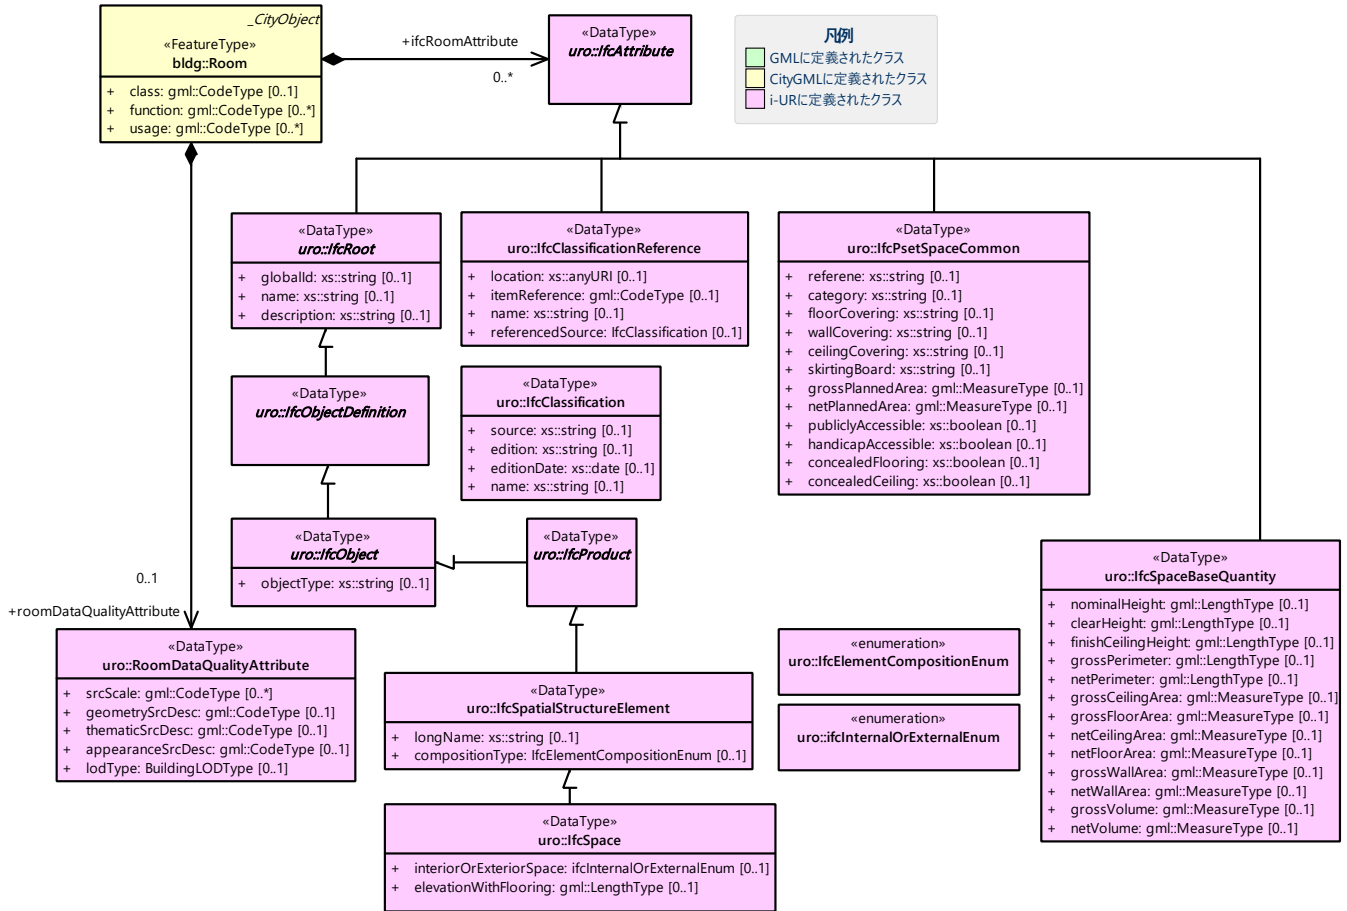 _CityObject
«FeatureType»
bldg::Room
+ class: gml::CodeType [0..1]
+ function: gml::CodeType [0..*]
+ usage: gml::CodeType [0..*]
+ifcRoomAttribute
0..*
«DataType»
uro::IfcAttribute
凡例
GMLに定義されたクラス
CityGMLに定義されたクラス
i-URに定義されたクラス
«DataType»
uro::IfcRoot
+ globalId: xs::string [0..1]
+ name: xs::string [0..1]
+ description: xs::string [0..1]
«DataType»
uro::IfcClassificationReference
+ location: xs::anyURI [0..1]
+ itemReference: gml::CodeType [0..1]
+ name: xs::string [0..1]
+ referencedSource: IfcClassification [0..1]
«DataType»
uro::IfcPsetSpaceCommon
+ referene: xs::string [0..1]
+ category: xs::string [0..1]
+ floorCovering: xs::string [0..1]
+ wallCovering: xs::string [0..1]
+ ceilingCovering: xs::string [0..1]
+ skirtingBoard: xs::string [0..1]
+ grossPlannedArea: gml::MeasureType [0..1]
+ netPlannedArea: gml::MeasureType [0..1]
+ publiclyAccessible: xs::boolean [0..1]
+ handicapAccessible: xs::boolean [0..1]
+ concealedFlooring: xs::boolean [0..1]
+ concealedCeiling: xs::boolean [0..1]
«DataType»
uro::IfcObjectDefinition
«DataType»
uro::IfcClassification
+ source: xs::string [0..1]
+ edition: xs::string [0..1]
+ editionDate: xs::date [0..1]
+ name: xs::string [0..1]
«DataType»
uro::IfcObject
+ objectType: xs::string [0..1]
«DataType»
uro::IfcProduct
«DataType»
uro::IfcSpaceBaseQuantity
+ nominalHeight: gml::LengthType [0..1]
+ clearHeight: gml::LengthType [0..1]
+ finishCeilingHeight: gml::LengthType [0..1]
+ grossPerimeter: gml::LengthType [0..1]
+ netPerimeter: gml::LengthType [0..1]
+ grossCeilingArea: gml::MeasureType [0..1]
+ grossFloorArea: gml::MeasureType [0..1]
+ netCeilingArea: gml::MeasureType [0..1]
+ netFloorArea: gml::MeasureType [0..1]
+ grossWallArea: gml::MeasureType [0..1]
+ netWallArea: gml::MeasureType [0..1]
+ grossVolume: gml::MeasureType [0..1]
+ netVolume: gml::MeasureType [0..1]
0..1
+roomDataQualityAttribute
«DataType»
uro::RoomDataQualityAttribute
+ srcScale: gml::CodeType [0..*]
+ geometrySrcDesc: gml::CodeType [0..1]
+ thematicSrcDesc: gml::CodeType [0..1]
+ appearanceSrcDesc: gml::CodeType [0..1]
+ lodType: BuildingLODType [0..1]
«DataType»
uro::IfcSpatialStructureElement
+ longName: xs::string [0..1]
+ compositionType: IfcElementCompositionEnum [0..1]
«enumeration»
uro::IfcElementCompositionEnum
«enumeration»
uro::ifcInternalOrExternalEnum
«DataType»
uro::IfcSpace
+ interiorOrExteriorSpace: ifcInternalOrExternalEnum [0..1]
+ elevationWithFlooring: gml::LengthType [0..1]